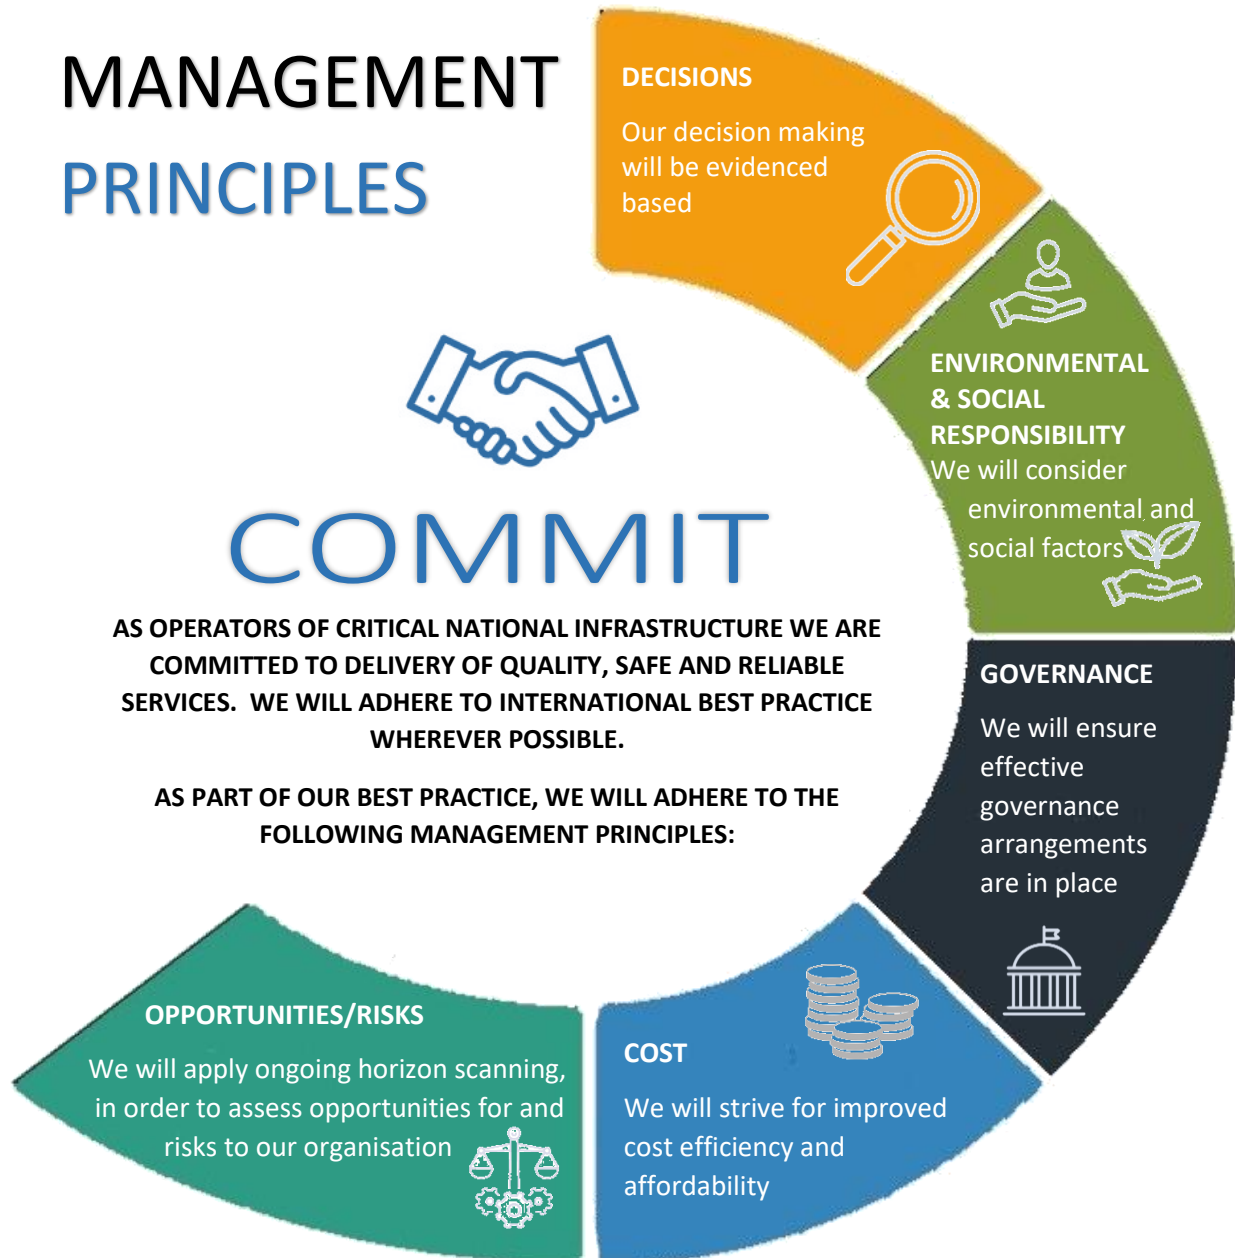 MANAGEMENT
PRINCIPLES
DECISIONS
Our decision making
will be evidenced
based
ENVIRONMENTAL
& SOCIAL
RESPONSIBILITY
We will consider
environmental and
social factors
COMMIT
AS OPERATORS OF CRITICAL NATIONAL INFRASTRUCTURE WE ARE
COMMITTED TO DELIVERY OF QUALITY, SAFE AND RELIABLE
SERVICES.  WE WILL ADHERE TO INTERNATIONAL BEST PRACTICE
WHEREVER POSSIBLE.
AS PART OF OUR BEST PRACTICE, WE WILL ADHERE TO THE
FOLLOWING MANAGEMENT PRINCIPLES:
GOVERNANCE
We will ensure
effective
governance
arrangements
are in place
COST
We will strive for improved
cost efficiency and
affordability
OPPORTUNITIES/RISKS
We will apply ongoing horizon scanning,
in order to assess opportunities for and
risks to our organisation